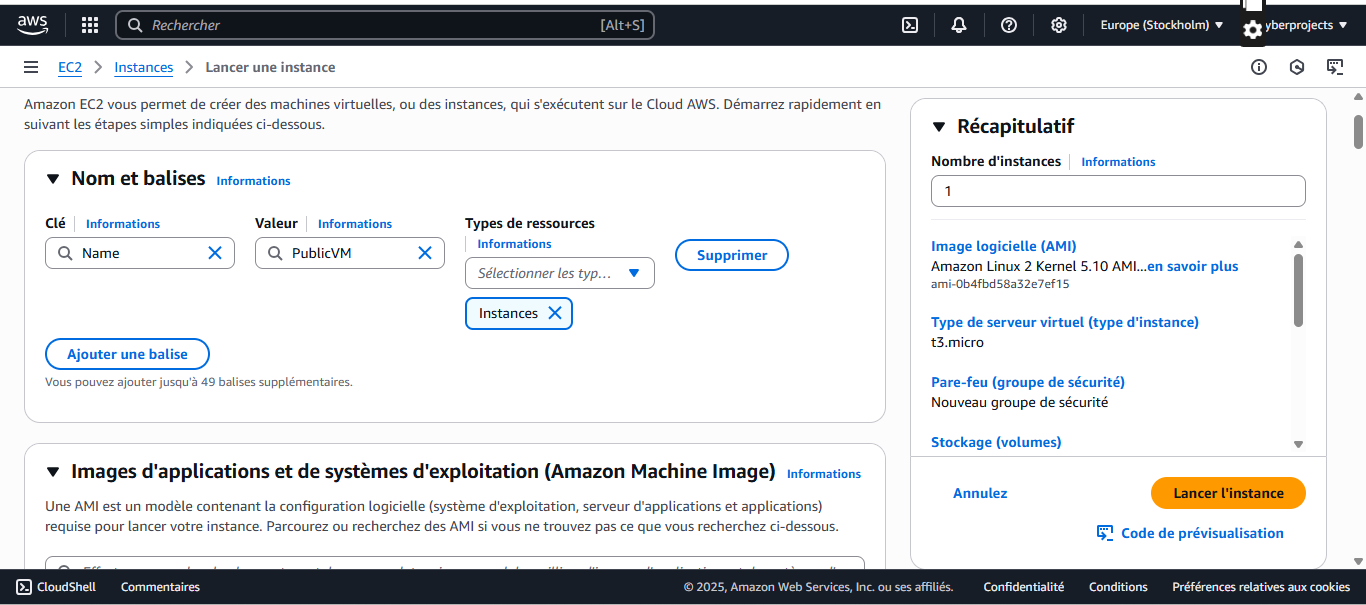 aws
Rechercher
[Alt+S]
Europe (Stockholm)
yberprojects
EC2
Instances
Lancer une instance
Amazon EC2 vous permet de créer des machines virtuelles, ou des instances, qui s'exécutent sur le Cloud AWS. Démarrez rapidement en
suivant les étapes simples indiquées ci-dessous.
Nom et balises Informations
Clé Informations
Name
Valeur Informations
PublicVM
Types de ressources
Informations
Sélectionner les typ...
Instances
Supprimer
Ajouter une balise
Vous pouvez ajouter jusqu'à 49 balises supplémentaires.
Images d'applications et de systèmes d'exploitation (Amazon Machine Image) Informations
Une AMI est un modèle contenant la configuration logicielle (système d'exploitation, serveur d'applications et applications)
requise pour lancer votre instance. Parcourez ou recherchez des AMI si vous ne trouvez pas ce que vous recherchez ci-dessous.
Récapitulatif
Nombre d'instances Informations
1
Image logicielle (AMI)
Amazon Linux 2 Kernel 5.10 AMI...en savoir plus
ami-0b4fbd58a32e7ef15
Type de serveur virtuel (type d'instance)
t3.micro
Pare-feu (groupe de sécurité)
Nouveau groupe de sécurité
Stockage (volumes)
Annulez
Lancer l'instance
Code de prévisualisation
CloudShell
Commentaires
© 2025, Amazon Web Services, Inc. ou ses affiliés.
Confidentialité
Conditions
Préférences relatives aux cookies